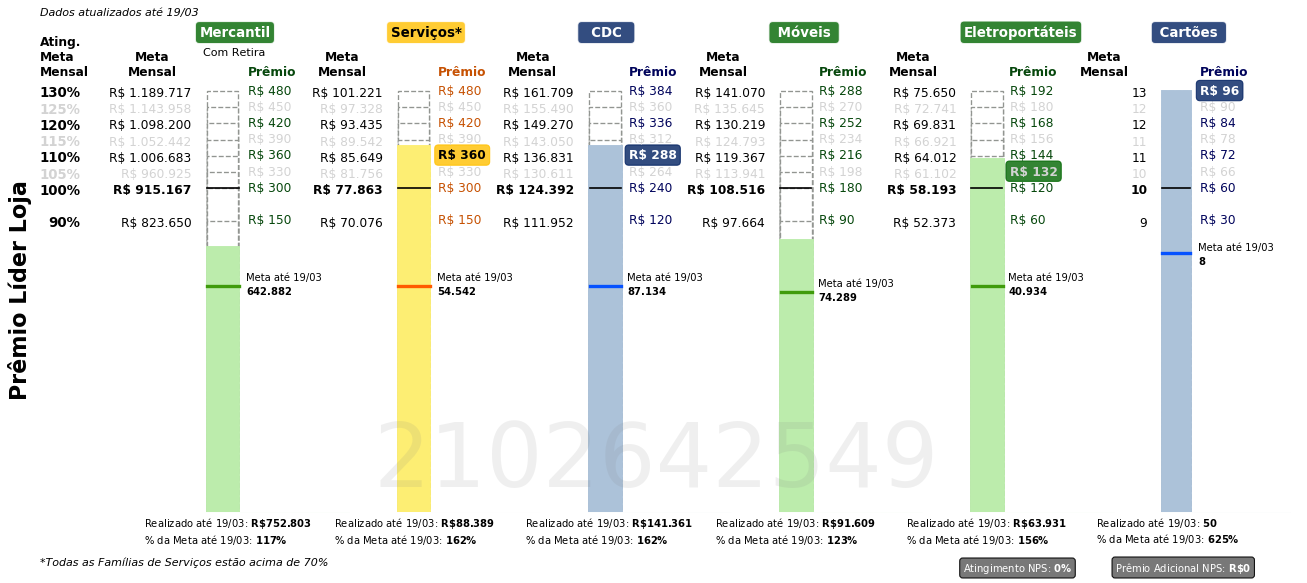 Dados atualizados até 19/03
Mercantil Serviços* CDC Móveis Eletroportáteis Cartões
Com Retira
Ating. Meta Mensal Meta Mensal Prêmio Meta Mensal Prêmio Meta Mensal Prêmio Meta Mensal Prêmio Meta Mensal Prêmio Meta Mensal Prêmio
130% R$ 1.189.717 R$ 480 R$ 101.221 R$ 480 R$ 161.709 R$ 384 R$ 141.070 R$ 288 R$ 75.650 R$ 192 13 R$ 96
125% R$ 1.143.958 R$ 450 R$ 97.328 R$ 450 R$ 155.490 R$ 360 R$ 135.645 R$ 270 R$ 72.741 R$ 180 12 R$ 90
120% R$ 1.098.200 R$ 420 R$ 93.435 R$ 420 R$ 149.270 R$ 336 R$ 130.219 R$ 252 R$ 69.831 R$ 168 12 R$ 84
115% R$ 1.052.442 R$ 390 R$ 89.542 R$ 390 R$ 143.050 R$ 312 R$ 124.793 R$ 234 R$ 66.921 R$ 156 11 R$ 78
110% R$ 1.006.683 R$ 360 R$ 85.649 R$ 360 R$ 136.831 R$ 288 R$ 119.367 R$ 216 R$ 64.012 R$ 144 11 R$ 72
105% R$ 960.925 R$ 330 R$ 81.756 R$ 330 R$ 130.611 R$ 264 R$ 113.941 R$ 198 R$ 61.102 R$ 132 10 R$ 66
100% R$ 915.167 R$ 300 R$ 77.863 R$ 300 R$ 124.392 R$ 240 R$ 108.516 R$ 180 R$ 58.193 R$ 120 10 R$ 60
90% R$ 823.650 R$ 150 R$ 70.076 R$ 150 R$ 111.952 R$ 120 R$ 97.664 R$ 90 R$ 52.373 R$ 60 9 R$ 30
Prêmio Líder Loja
Meta até 19/03 Meta até 19/03 Meta até 19/03 Meta até 19/03 Meta até 19/03 Meta até 19/03
642.882 54.542 87.134 74.289 40.934 8
2102642549
Realizado até 19/03: R$752.803 Realizado até 19/03: R$88.389 Realizado até 19/03: R$141.361 Realizado até 19/03: R$91.609 Realizado até 19/03: R$63.931 Realizado até 19/03: 50
% da Meta até 19/03: 117% % da Meta até 19/03: 162% % da Meta até 19/03: 162% % da Meta até 19/03: 123% % da Meta até 19/03: 156% % da Meta até 19/03: 625%
*Todas as Famílias de Serviços estão acima de 70% Atingimento NPS: 0% Prêmio Adicional NPS: R$0